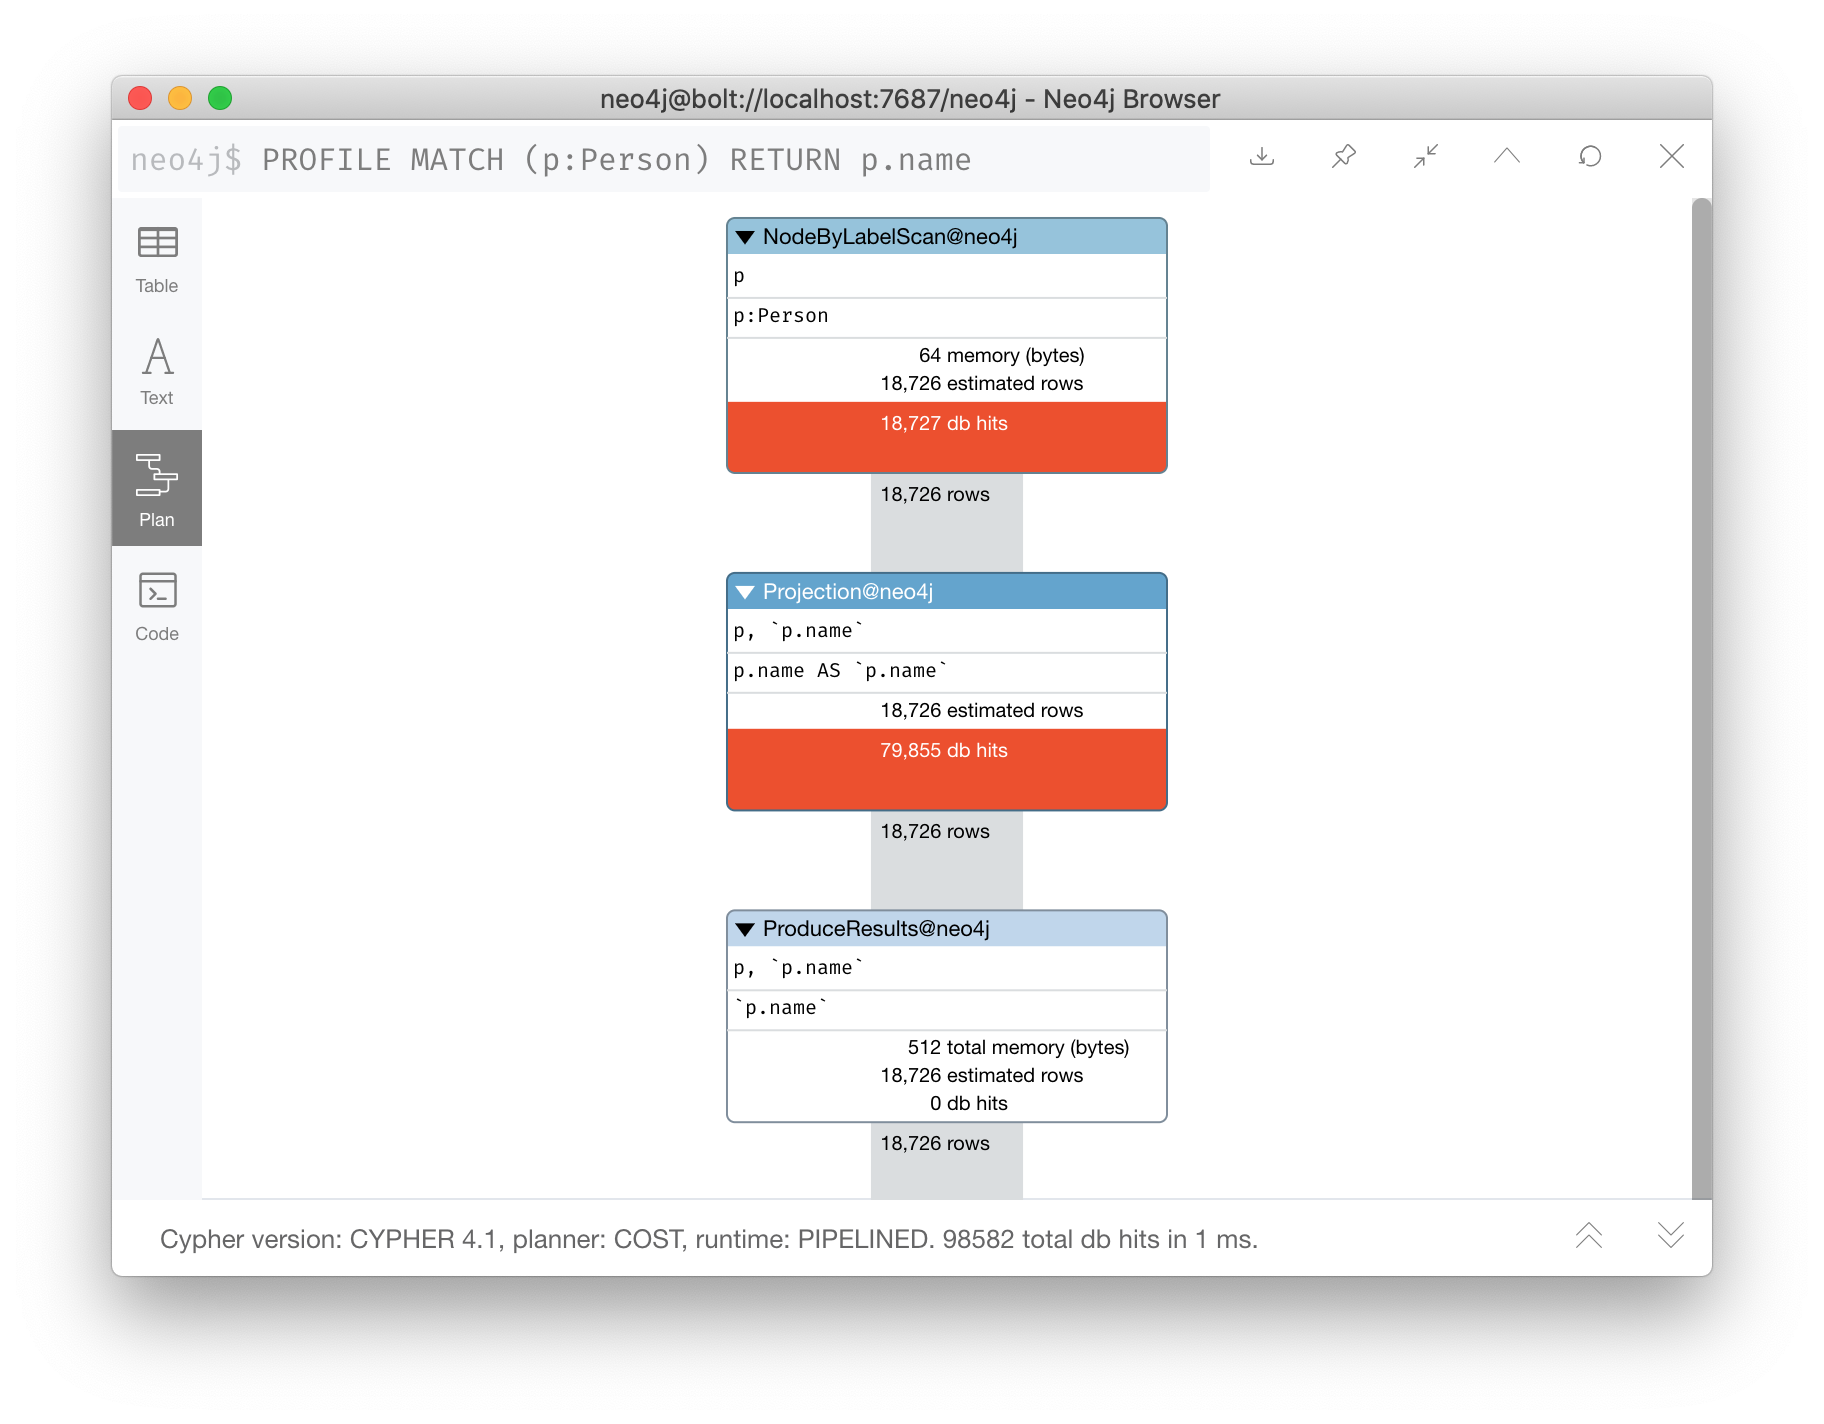 neo4j@bolt://localhost:7687/neo4j - Neo4j Browser
neo4j$ PROFILE MATCH (p:Person) RETURN p.name
Table
Text
Plan
Code
NodeByLabelScan@neo4j
p
p:Person
64 memory (bytes)
18,726 estimated rows
18,727 db hits
18,726 rows
Projection@neo4j
p, `p.name`
p.name AS `p.name`
18,726 estimated rows
79,855 db hits
18,726 rows
ProduceResults@neo4j
p, `p.name`
`p.name`
512 total memory (bytes)
18,726 estimated rows
0 db hits
18,726 rows
Cypher version: CYPHER 4.1, planner: COST, runtime: PIPELINED. 98582 total db hits in 1 ms.